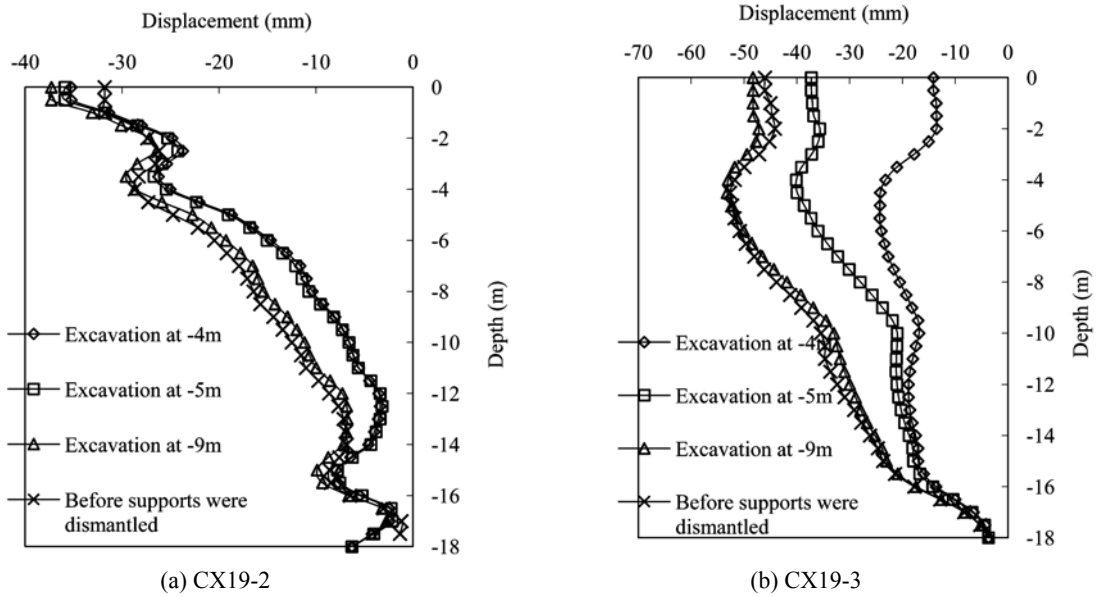 Displacement (mm)
-40 -30 -20 -10 0
0
-2
-4
-6
-8
-10
-12
-14
-16
-18
Depth (m)
Excavation at -4m
Excavation at -5m
Excavation at -9m
Before supports were
dismantled
(a) CX19-2
Displacement (mm)
-70 -60 -50 -40 -30 -20 -10 0
0
-2
-4
-6
-8
-10
-12
-14
-16
-18
Depth (m)
Excavation at -4m
Excavation at -5m
Excavation at -9m
Before supports were
dismantled
(b) CX19-3